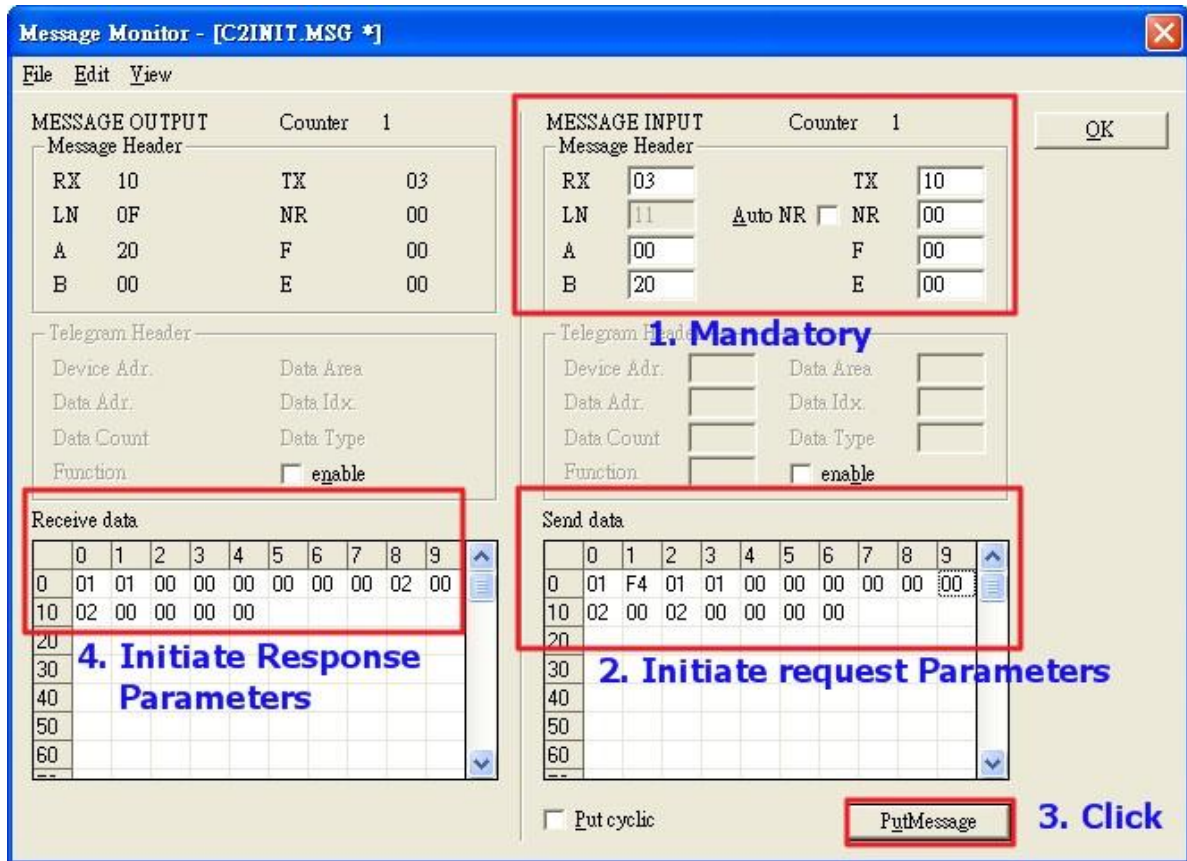 Message Monitor - [C2INIT.MSG *]
File Edit View
MESSAGE OUTPUT Counter 1
Message Header
RX 10 TX 03
LN 0F NR 00
A 20 F 00
B 00 E 00
Telegram Header
Device Adr. Data Area
Data Adr. Data Idx.
Data Count Data Type
Function enable
Receive data
0 1 2 3 4 5 6 7 8 9
0 01 01 00 00 00 00 00 00 02 00
10 02 00 00 00 00
20
30
40
50
60
4. Initiate Response
Parameters
MESSAGE INPUT Counter 1
Message Header
RX 03 TX 10
LN 11 Auto NR NR 00
A 00 F 00
B 20 E 00
1. Mandatory
Telegram Header
Device Adr. Data Area
Data Adr. Data Idx.
Data Count Data Type
Function enable
Send data
0 1 2 3 4 5 6 7 8 9
0 01 F4 01 01 00 00 00 00 00 00
10 02 00 02 00 00 00 00
20
30
40
50
60
2. Initiate request Parameters
Put cyclic
PutMessage
3. Click
OK